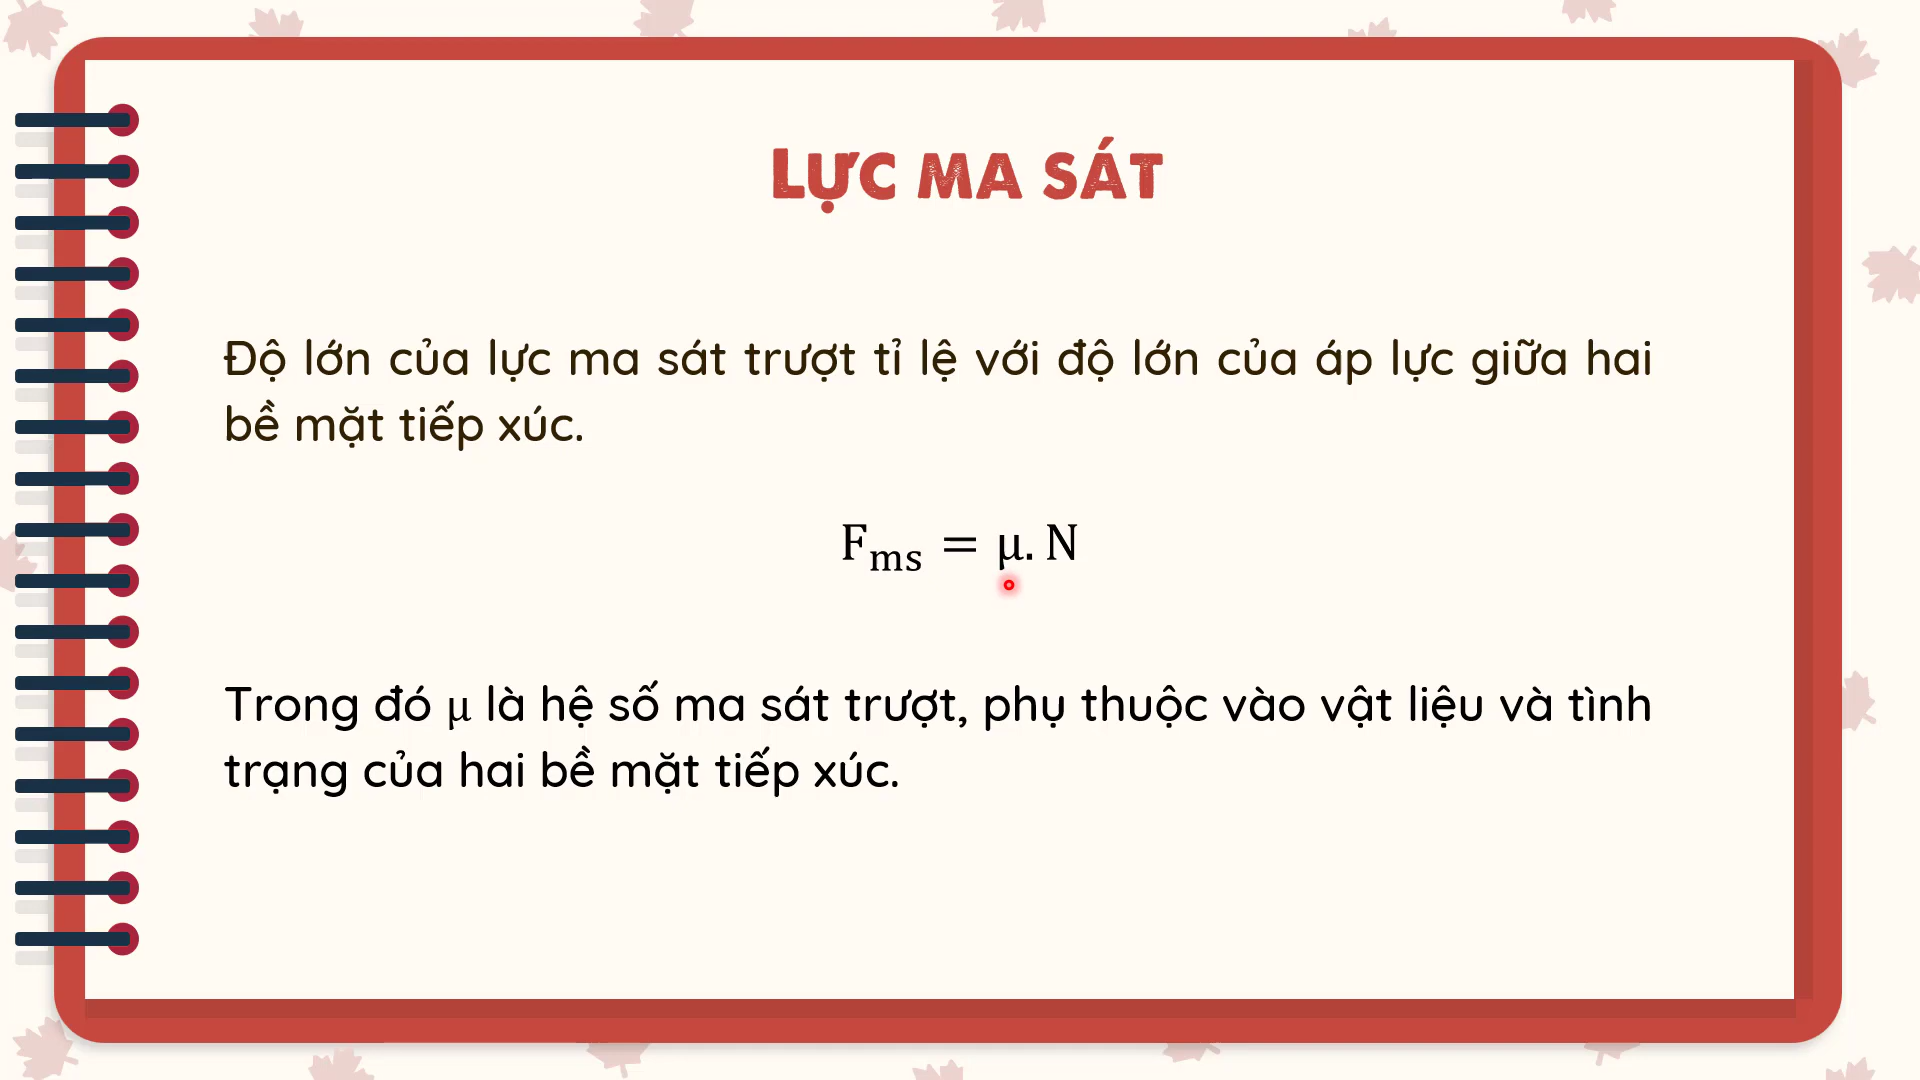 LỰC MA SÁT
Độ lớn của lực ma sát trượt tỉ lệ với độ lớn của áp lực giữa hai
bề mặt tiếp xúc.
F_ms = μ. N
Trong đó μ là hệ số ma sát trượt, phụ thuộc vào vật liệu và tình
trạng của hai bề mặt tiếp xúc.